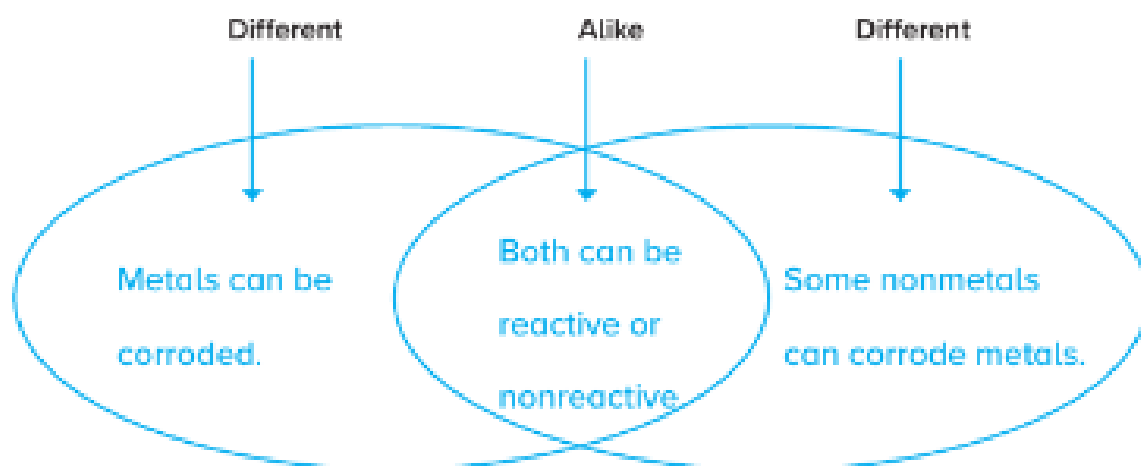 Different Alike Different
Metals can be
corroded.
Both can be
reactive or
nonreactive
Some nonmetals
can corrode metals.